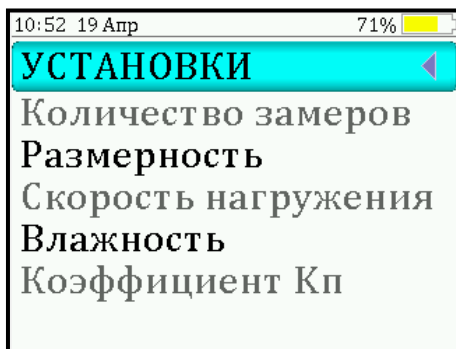 10:52 19 Апр 71%
УСТАНОВКИ
Количество замеров
Размерность
Скорость нагружения
Влажность
Коэффициент Кп